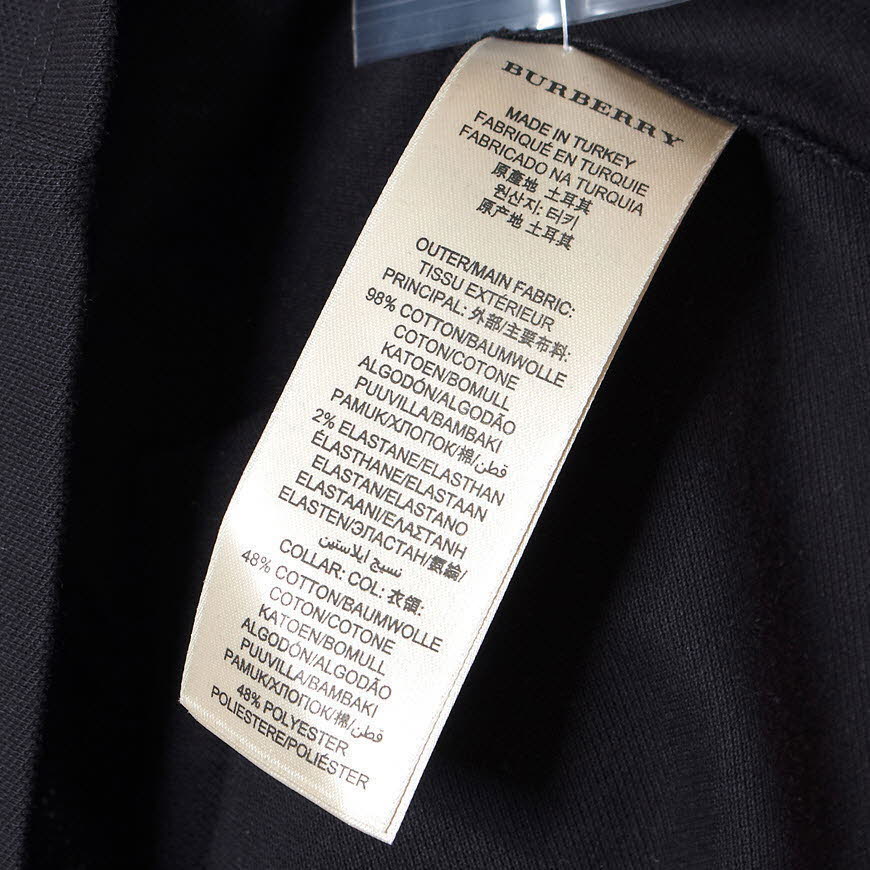 BURBERRY
MADE IN TURKEY
FABRIQUÉ EN TURQUIE
FABRICADO NA TURQUIA
原產地 土耳其
원산지: 터키
原产地 土耳其
OUTER/MAIN FABRIC:
TISSU EXTÉRIEUR
PRINCIPAL: 外部/主要布料:
98% COTTON/BAUMWOLLE
COTON/COTONE
KATOEN/BOMULL
ALGODÓN/ALGODÃO
PUUVILLA/BAMBAKI
PAMUK/ХЛОПОК/棉/قطن/
2% ELASTANE/ELASTHAN
ÉLASTHANE/ELASTAAN
ELASTAN/ELASTANO
ELASTAANI/ΕΛΑΣΤΑΝΗ
ELASTEN/ЭЛАСТАН/氨綸/
نسيج ايلاستين
COLLAR: COL: 衣領:
48% COTTON/BAUMWOLLE
COTON/COTONE
KATOEN/BOMULL
ALGODÓN/ALGODÃO
PUUVILLA/BAMBAKI
PAMUK/ХЛОПОК/棉/قطن/
48% POLYESTER
POLIESTERE/POLIÉSTER